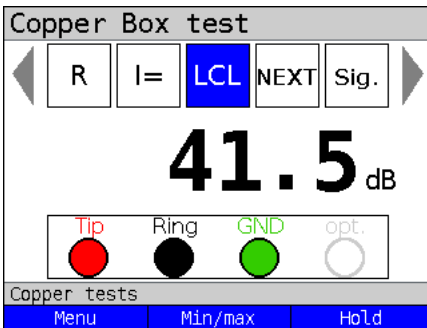 Copper Box test
R I= LCL NEXT Sig.
41.5 dB
Tip Ring GND opt.
Copper tests
Menu Min/max Hold